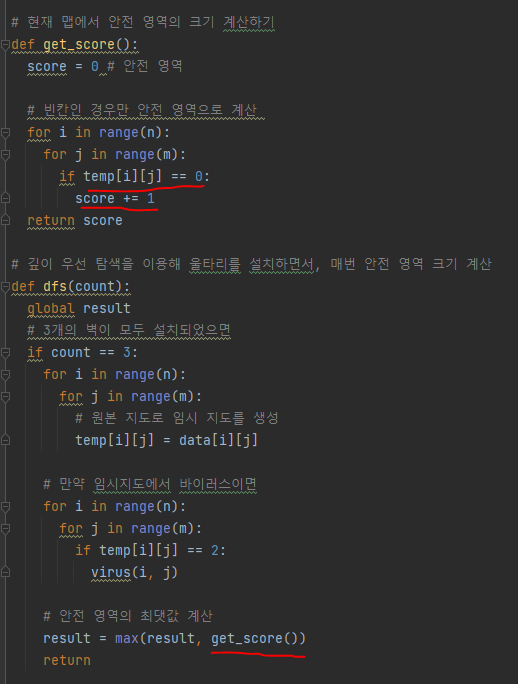 # 현재 맵에서 안전 영역의 크기 계산하기
def get_score():
  score = 0 # 안전 영역
  # 빈칸인 경우만 안전 영역으로 계산
  for i in range(n):
    for j in range(m):
      if temp[i][j] == 0:
        score += 1
  return score
# 깊이 우선 탐색을 이용해 울타리를 설치하면서, 매번 안전 영역 크기 계산
def dfs(count):
  global result
  # 3개의 벽이 모두 설치되었으면
  if count == 3:
    for i in range(n):
      for j in range(m):
        # 원본 지도로 임시 지도를 생성
        temp[i][j] = data[i][j]
    # 만약 임시지도에서 바이러스이면
    for i in range(n):
      for j in range(m):
        if temp[i][j] == 2:
          virus(i, j)
    # 안전 영역의 최댓값 계산
    result = max(result, get_score())
    return